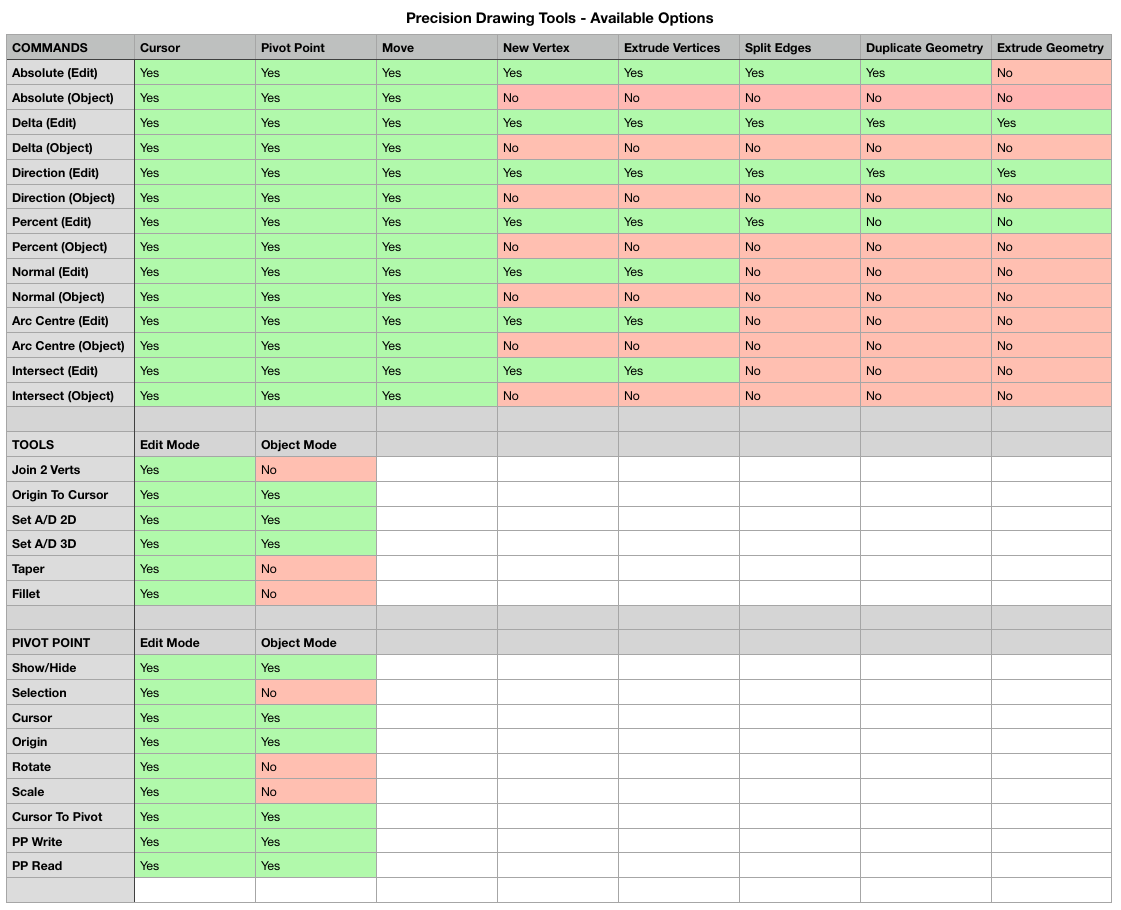 Precision Drawing Tools - Available Options
COMMANDS Cursor Pivot Point Move New Vertex Extrude Vertices Split Edges Duplicate Geometry Extrude Geometry
Absolute (Edit) Yes Yes Yes Yes Yes Yes Yes No
Absolute (Object) Yes Yes Yes No No No No No
Delta (Edit) Yes Yes Yes Yes Yes Yes Yes Yes
Delta (Object) Yes Yes Yes No No No No No
Direction (Edit) Yes Yes Yes Yes Yes Yes Yes Yes
Direction (Object) Yes Yes Yes No No No No No
Percent (Edit) Yes Yes Yes Yes Yes Yes No No
Percent (Object) Yes Yes Yes No No No No No
Normal (Edit) Yes Yes Yes Yes Yes No No No
Normal (Object) Yes Yes Yes No No No No No
Arc Centre (Edit) Yes Yes Yes Yes Yes No No No
Arc Centre (Object) Yes Yes Yes No No No No No
Intersect (Edit) Yes Yes Yes Yes Yes No No No
Intersect (Object) Yes Yes Yes No No No No No
TOOLS Edit Mode Object Mode
Join 2 Verts Yes No
Origin To Cursor Yes Yes
Set A/D 2D Yes Yes
Set A/D 3D Yes Yes
Taper Yes No
Fillet Yes No
PIVOT POINT Edit Mode Object Mode
Show/Hide Yes Yes
Selection Yes No
Cursor Yes Yes
Origin Yes Yes
Rotate Yes No
Scale Yes No
Cursor To Pivot Yes Yes
PP Write Yes Yes
PP Read Yes Yes